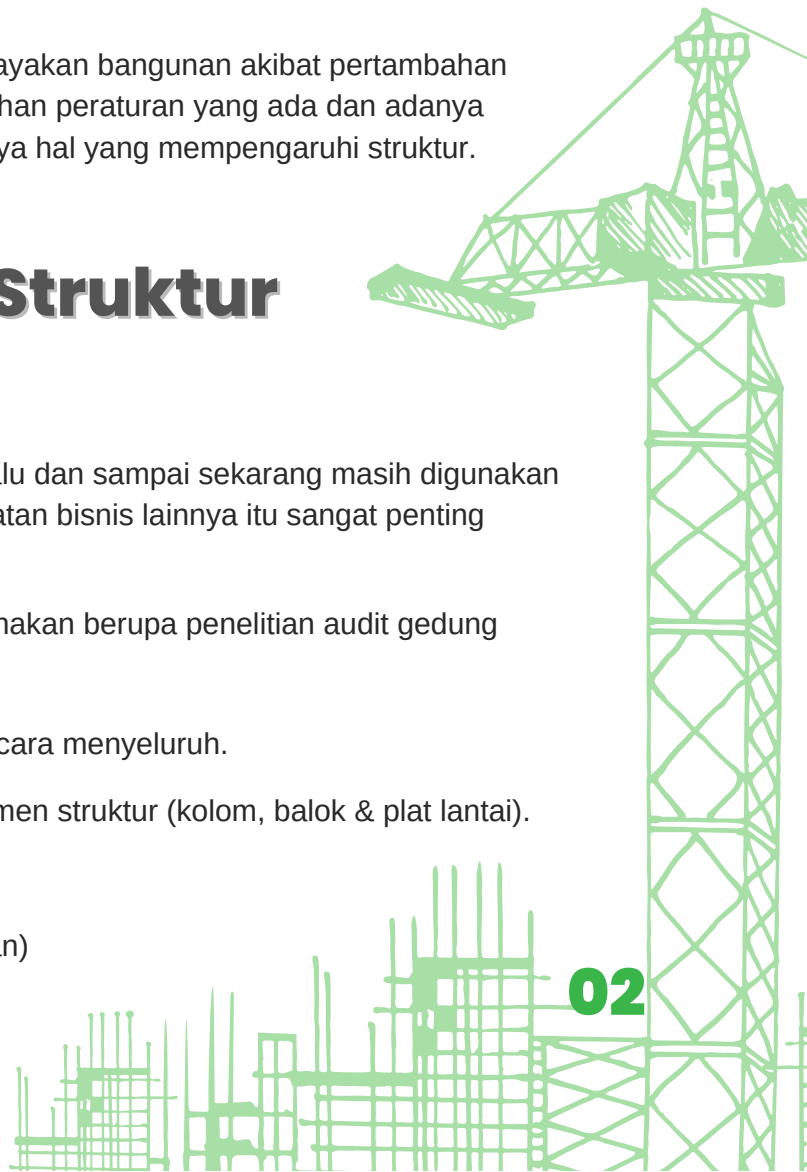 ayakan bangunan akibat pertambahan
han peraturan yang ada dan adanya
ya hal yang mempengaruhi struktur.
Struktur
alu dan sampai sekarang masih digunakan
atan bisnis lainnya itu sangat penting
nakan berupa penelitian audit gedung
cara menyeluruh.
men struktur (kolom, balok & plat lantai).
an)
02